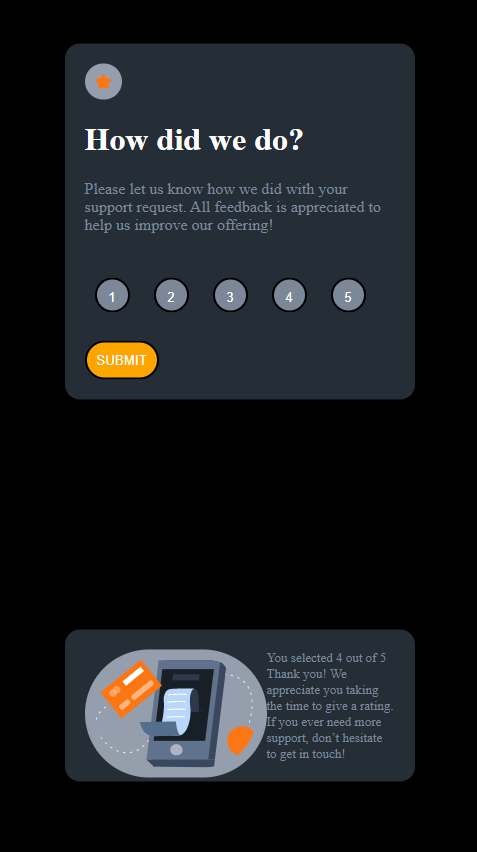 How did we do?
Please let us know how we did with your
support request. All feedback is appreciated to
help us improve our offering!
1 2 3 4 5
SUBMIT
You selected 4 out of 5
Thank you! We
appreciate you taking
the time to give a rating.
If you ever need more
support, don’t hesitate
to get in touch!